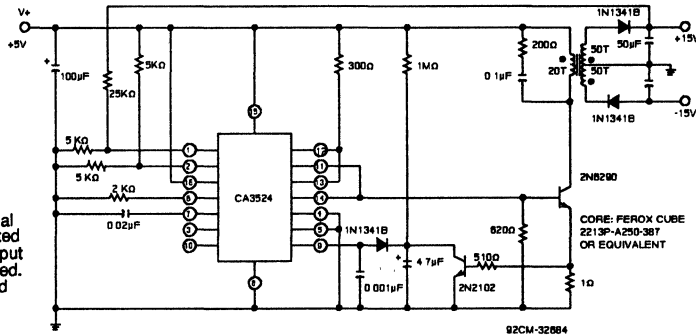 V+
+5V
1N1341B
+15V
50µF
200Ω
50T
20T
50T
0 1µF
1N1341B
-15V
+
100µF
5KΩ
25KΩ
300Ω
1MΩ
15
5 KΩ
1
12
2
11
5 KΩ
16
13
CA3524
2N6290
2 KΩ
6
14
7
4
0 02µF
3
5
1N1341B
10
9
8
+
4 7µF
0 001µF
2N2102
510Ω
620Ω
1Ω
CORE: FEROX CUBE
2213P-A250-387
OR EQUIVALENT
al
ed
put
ed.
d
92CM-32684